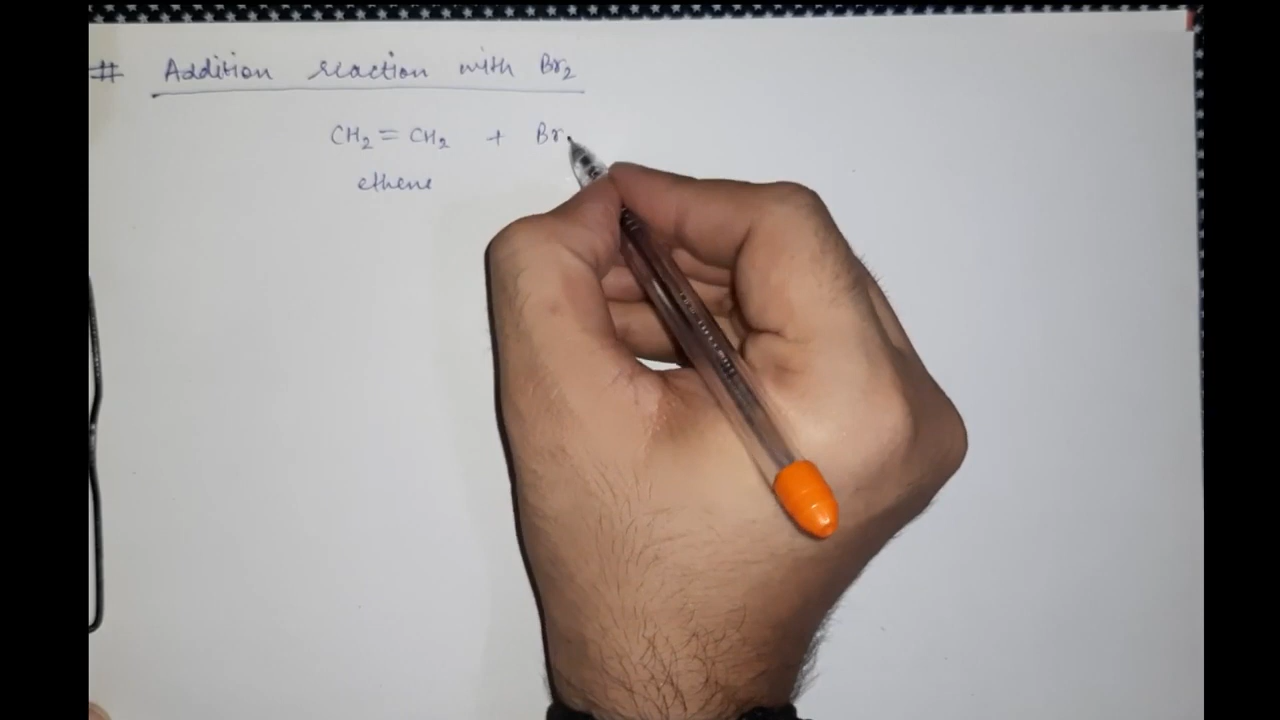 # Addition reaction with Br₂
CH₂ = CH₂ + Br
ethene